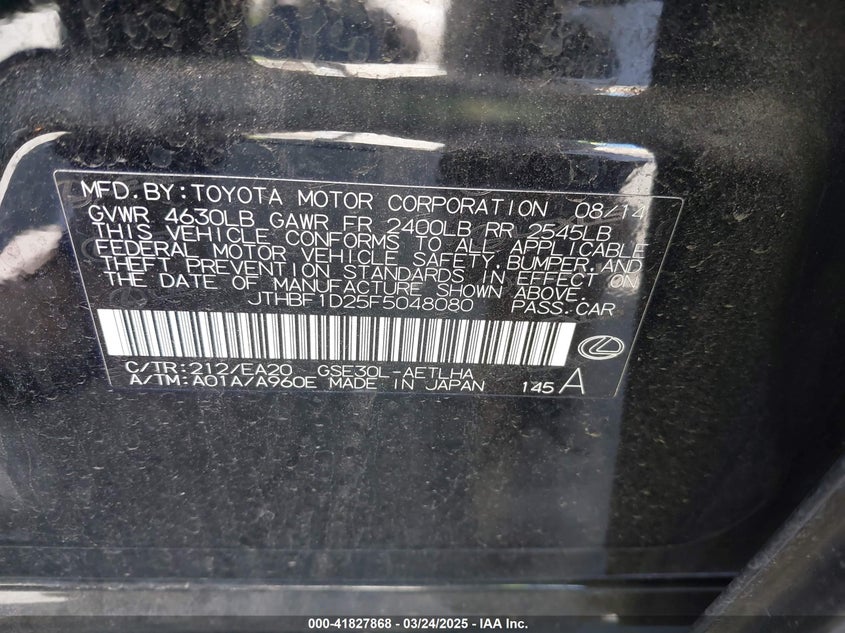 MFD.BY:TOYOTA MOTOR CORPORATION 08/14
GVWR 4630LB GAWR FR 2400LB RR 2545LB
THIS VEHICLE CONFORMS TO ALL APPLICABLE
FEDERAL MOTOR VEHICLE SAFETY,BUMPER,AND
THEFT PREVENTION STANDARDS IN EFFECT ON
THE DATE OF MANUFACTURE SHOWN ABOVE.
JTHBF1D25F5048080 PASS.CAR
C/TR:212/EA20 GSE30L-AETLHA
A/TM:A01A/A960E MADE IN JAPAN 145 A
000-41827868 - 03/24/2025 - IAA Inc.